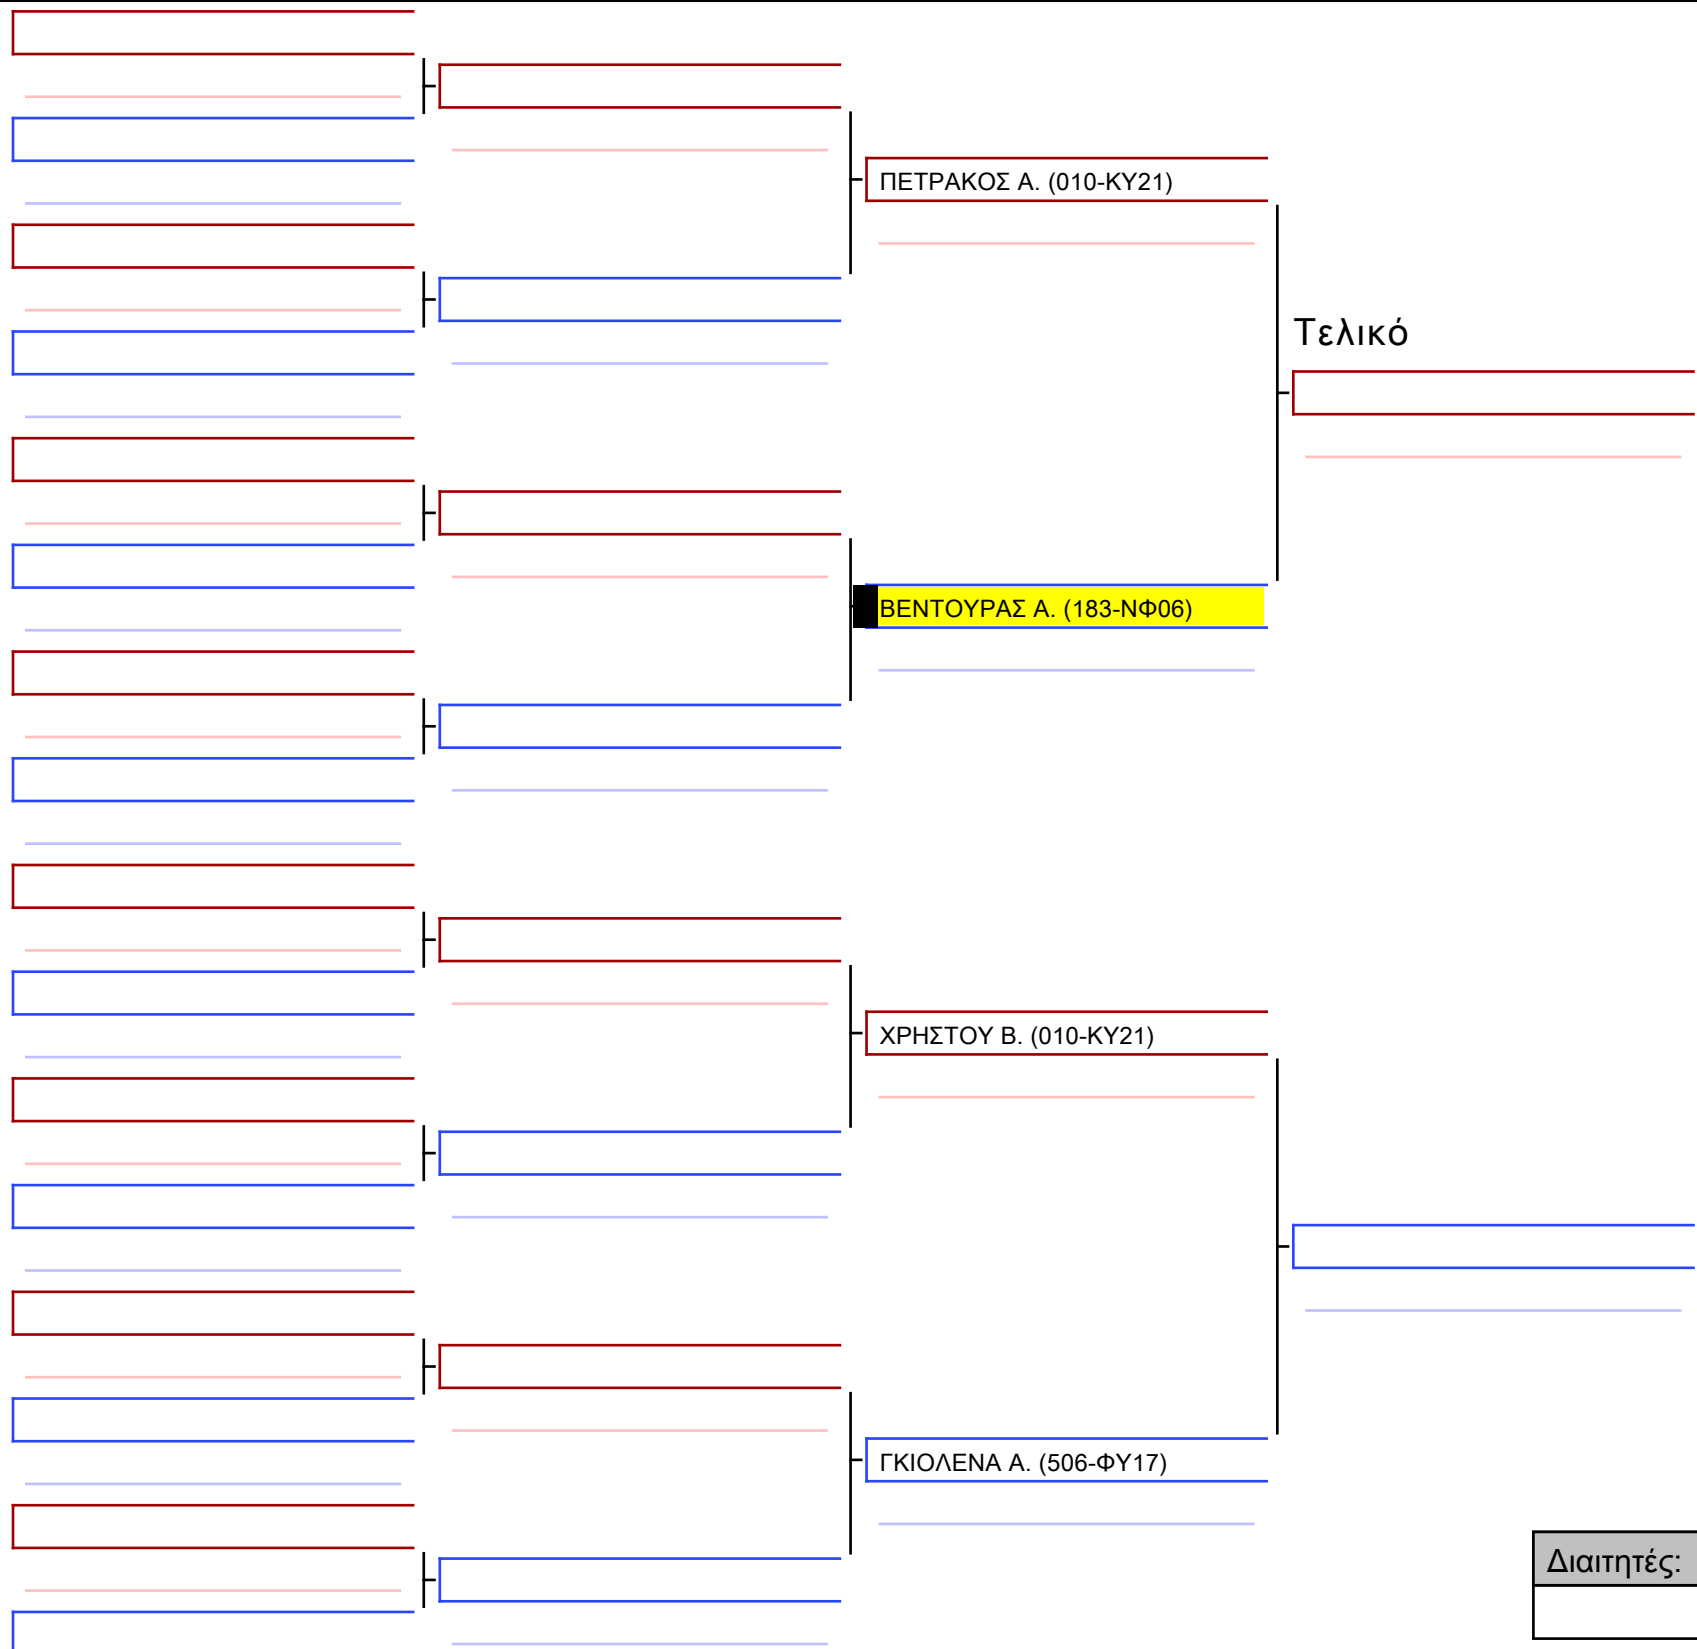 ΠΕΤΡΑΚΟΣ Α. (010-ΚΥ21)
Τελικό
ΒΕΝΤΟΥΡΑΣ Α. (183-ΝΦ06)
ΧΡΗΣΤΟΥ Β. (010-ΚΥ21)
ΓΚΙΟΛΕΝΑ Α. (506-ΦΥ17)
Διαιτητές: